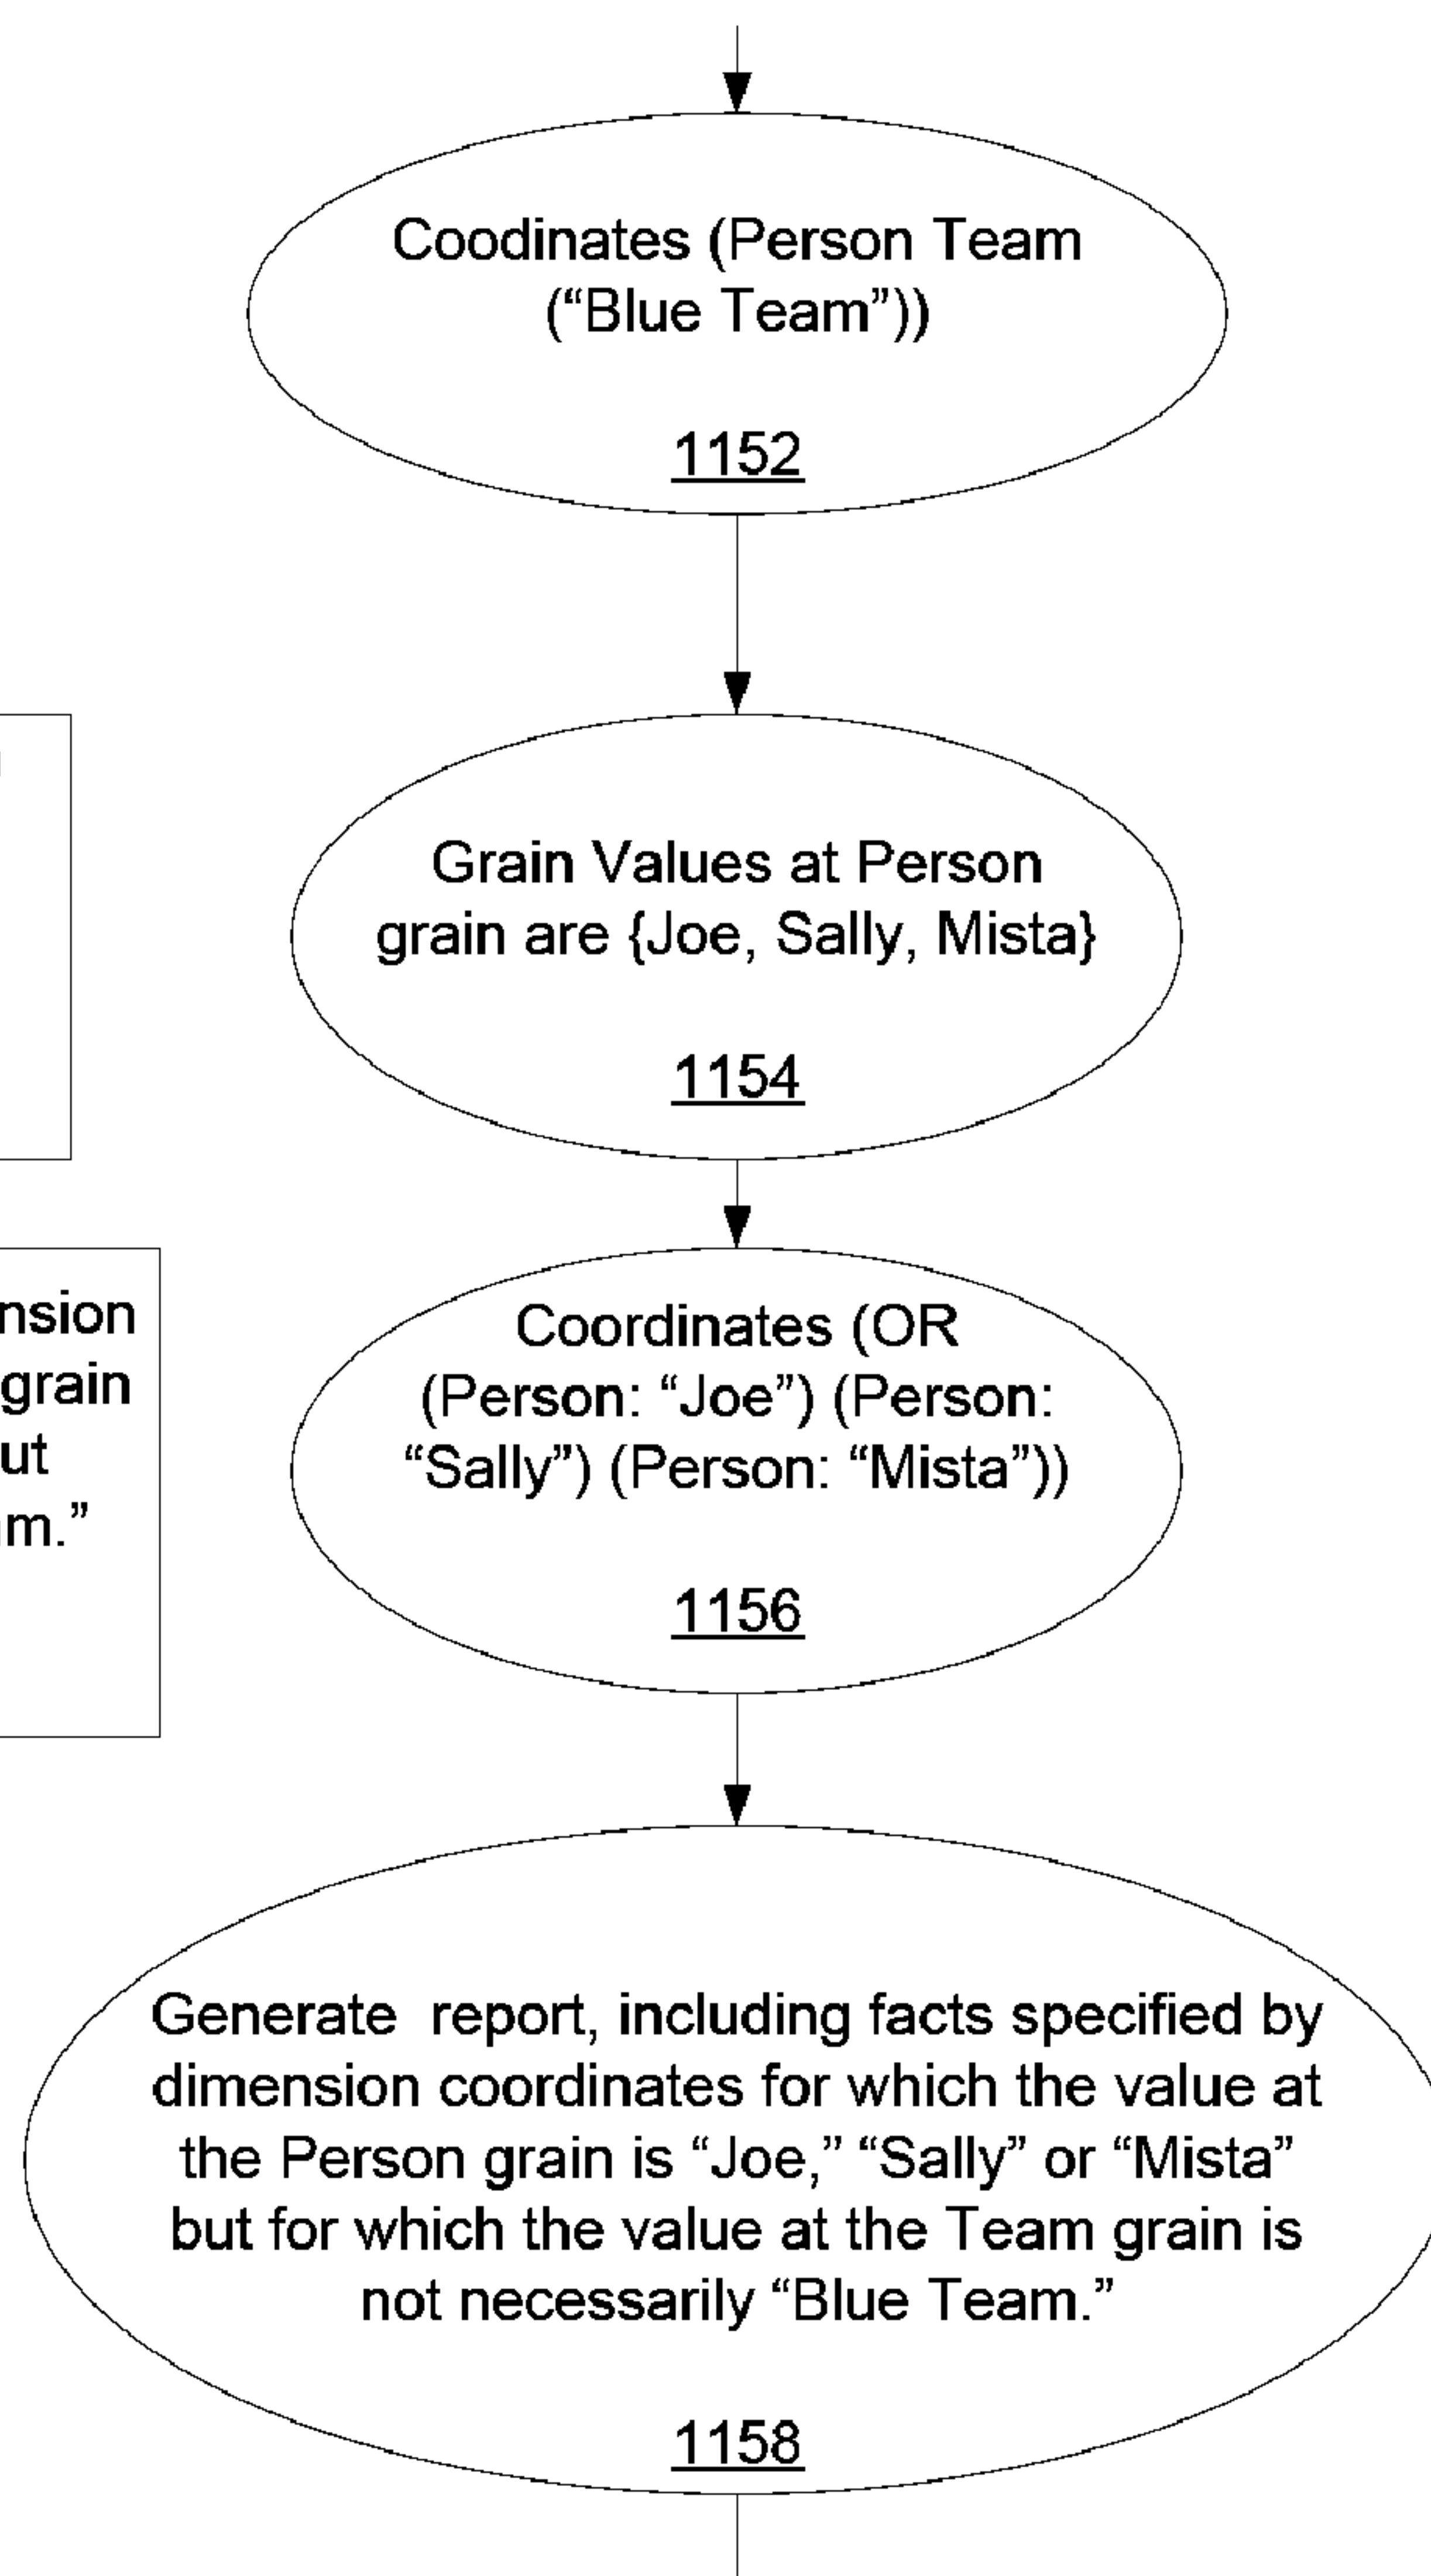 Coodinates (Person Team
(“Blue Team”))
1152
Grain Values at Person
grain are {Joe, Sally, Mista}
1154
nsion
grain
ut
m.”
Coordinates (OR
(Person: “Joe”) (Person:
“Sally”) (Person: “Mista”))
1156
Generate report, including facts specified by
dimension coordinates for which the value at
the Person grain is “Joe,” “Sally” or “Mista”
but for which the value at the Team grain is
not necessarily “Blue Team.”
1158